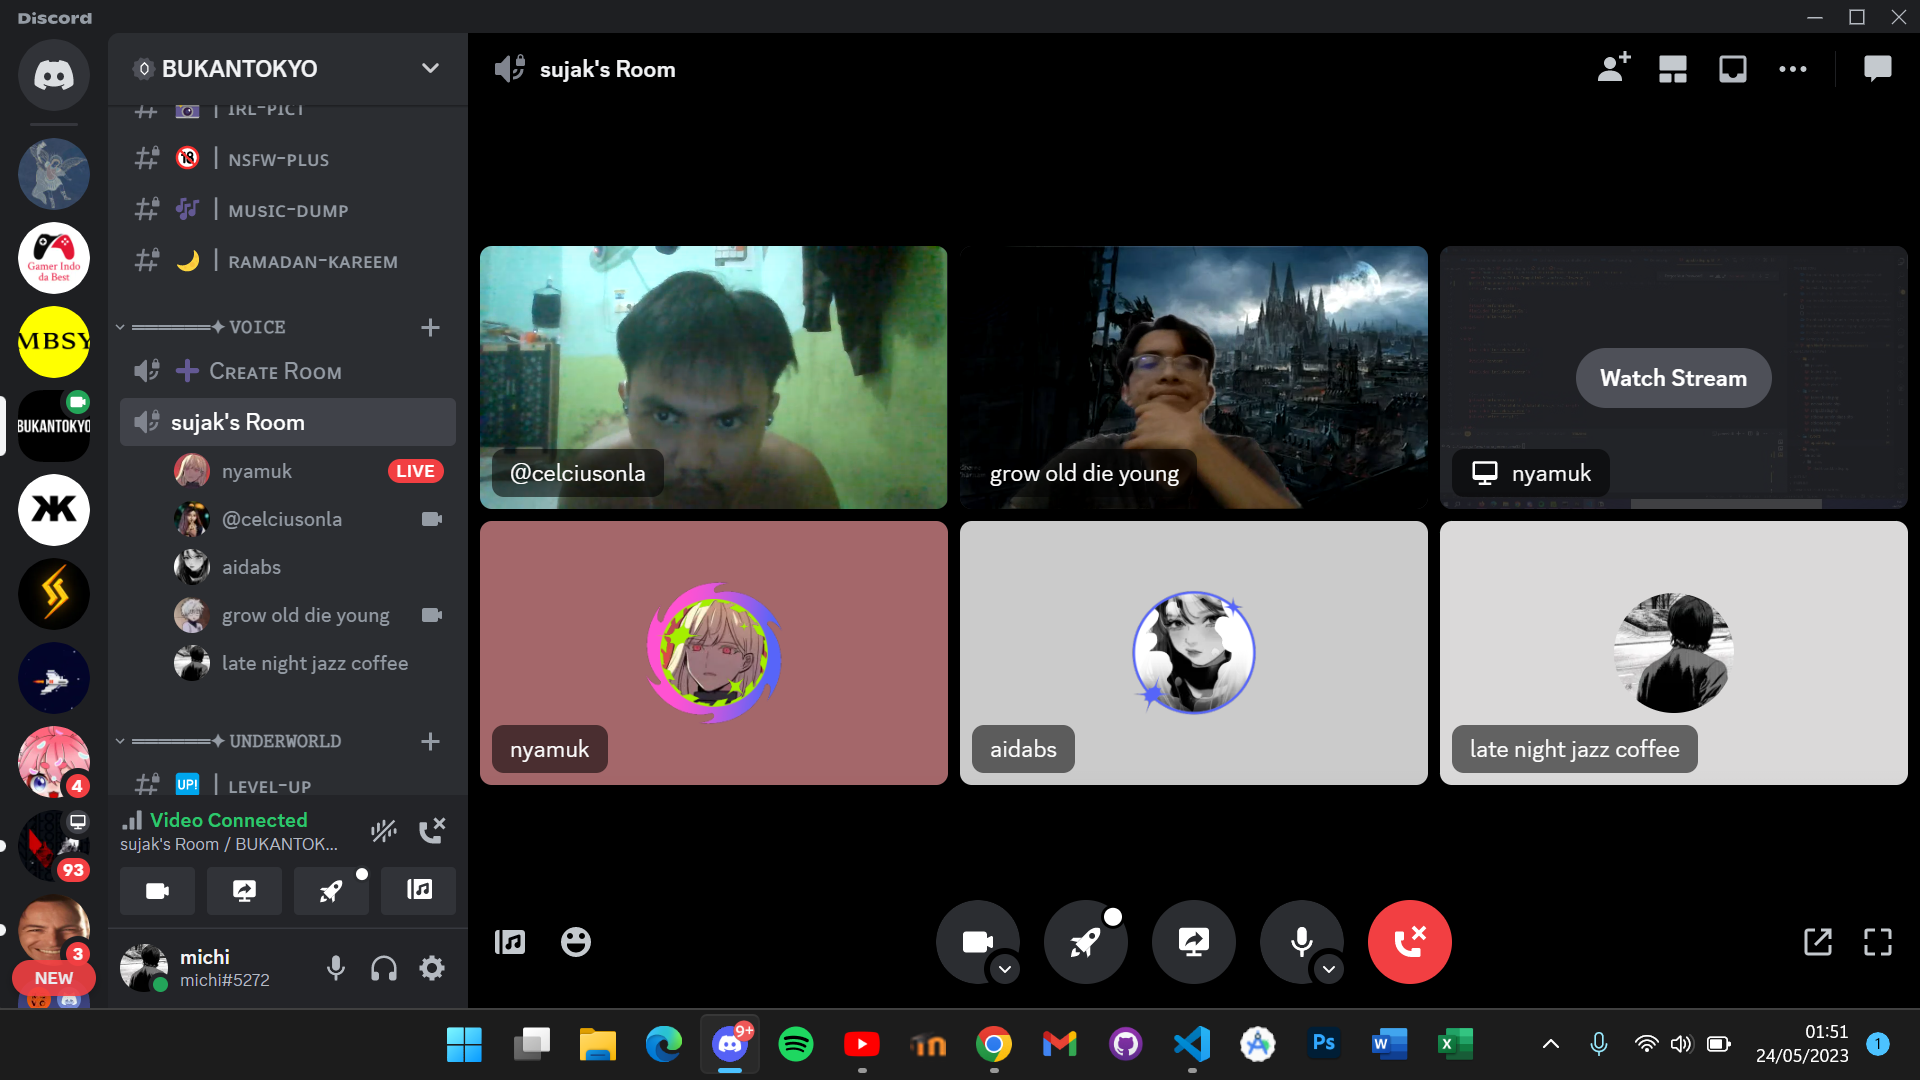 Discord
BUKANTOKYO
IRL-PICT
NSFW-PLUS
MUSIC-DUMP
RAMADAN-KAREEM
VOICE
CREATE ROOM
sujak's Room
nyamuk
LIVE
@celciusonla
aidabs
grow old die young
late night jazz coffee
UNDERWORLD
UP!
LEVEL-UP
Video Connected
sujak's Room / BUKANTOK...
michi
michi#5272
Gamer Indo
da Best
MBSY
BUKANTOKYO
4
93
3
NEW
sujak's Room
@celciusonla
grow old die young
Watch Stream
nyamuk
nyamuk
aidabs
late night jazz coffee
9+
Ps
W
X
01:51
24/05/2023
1